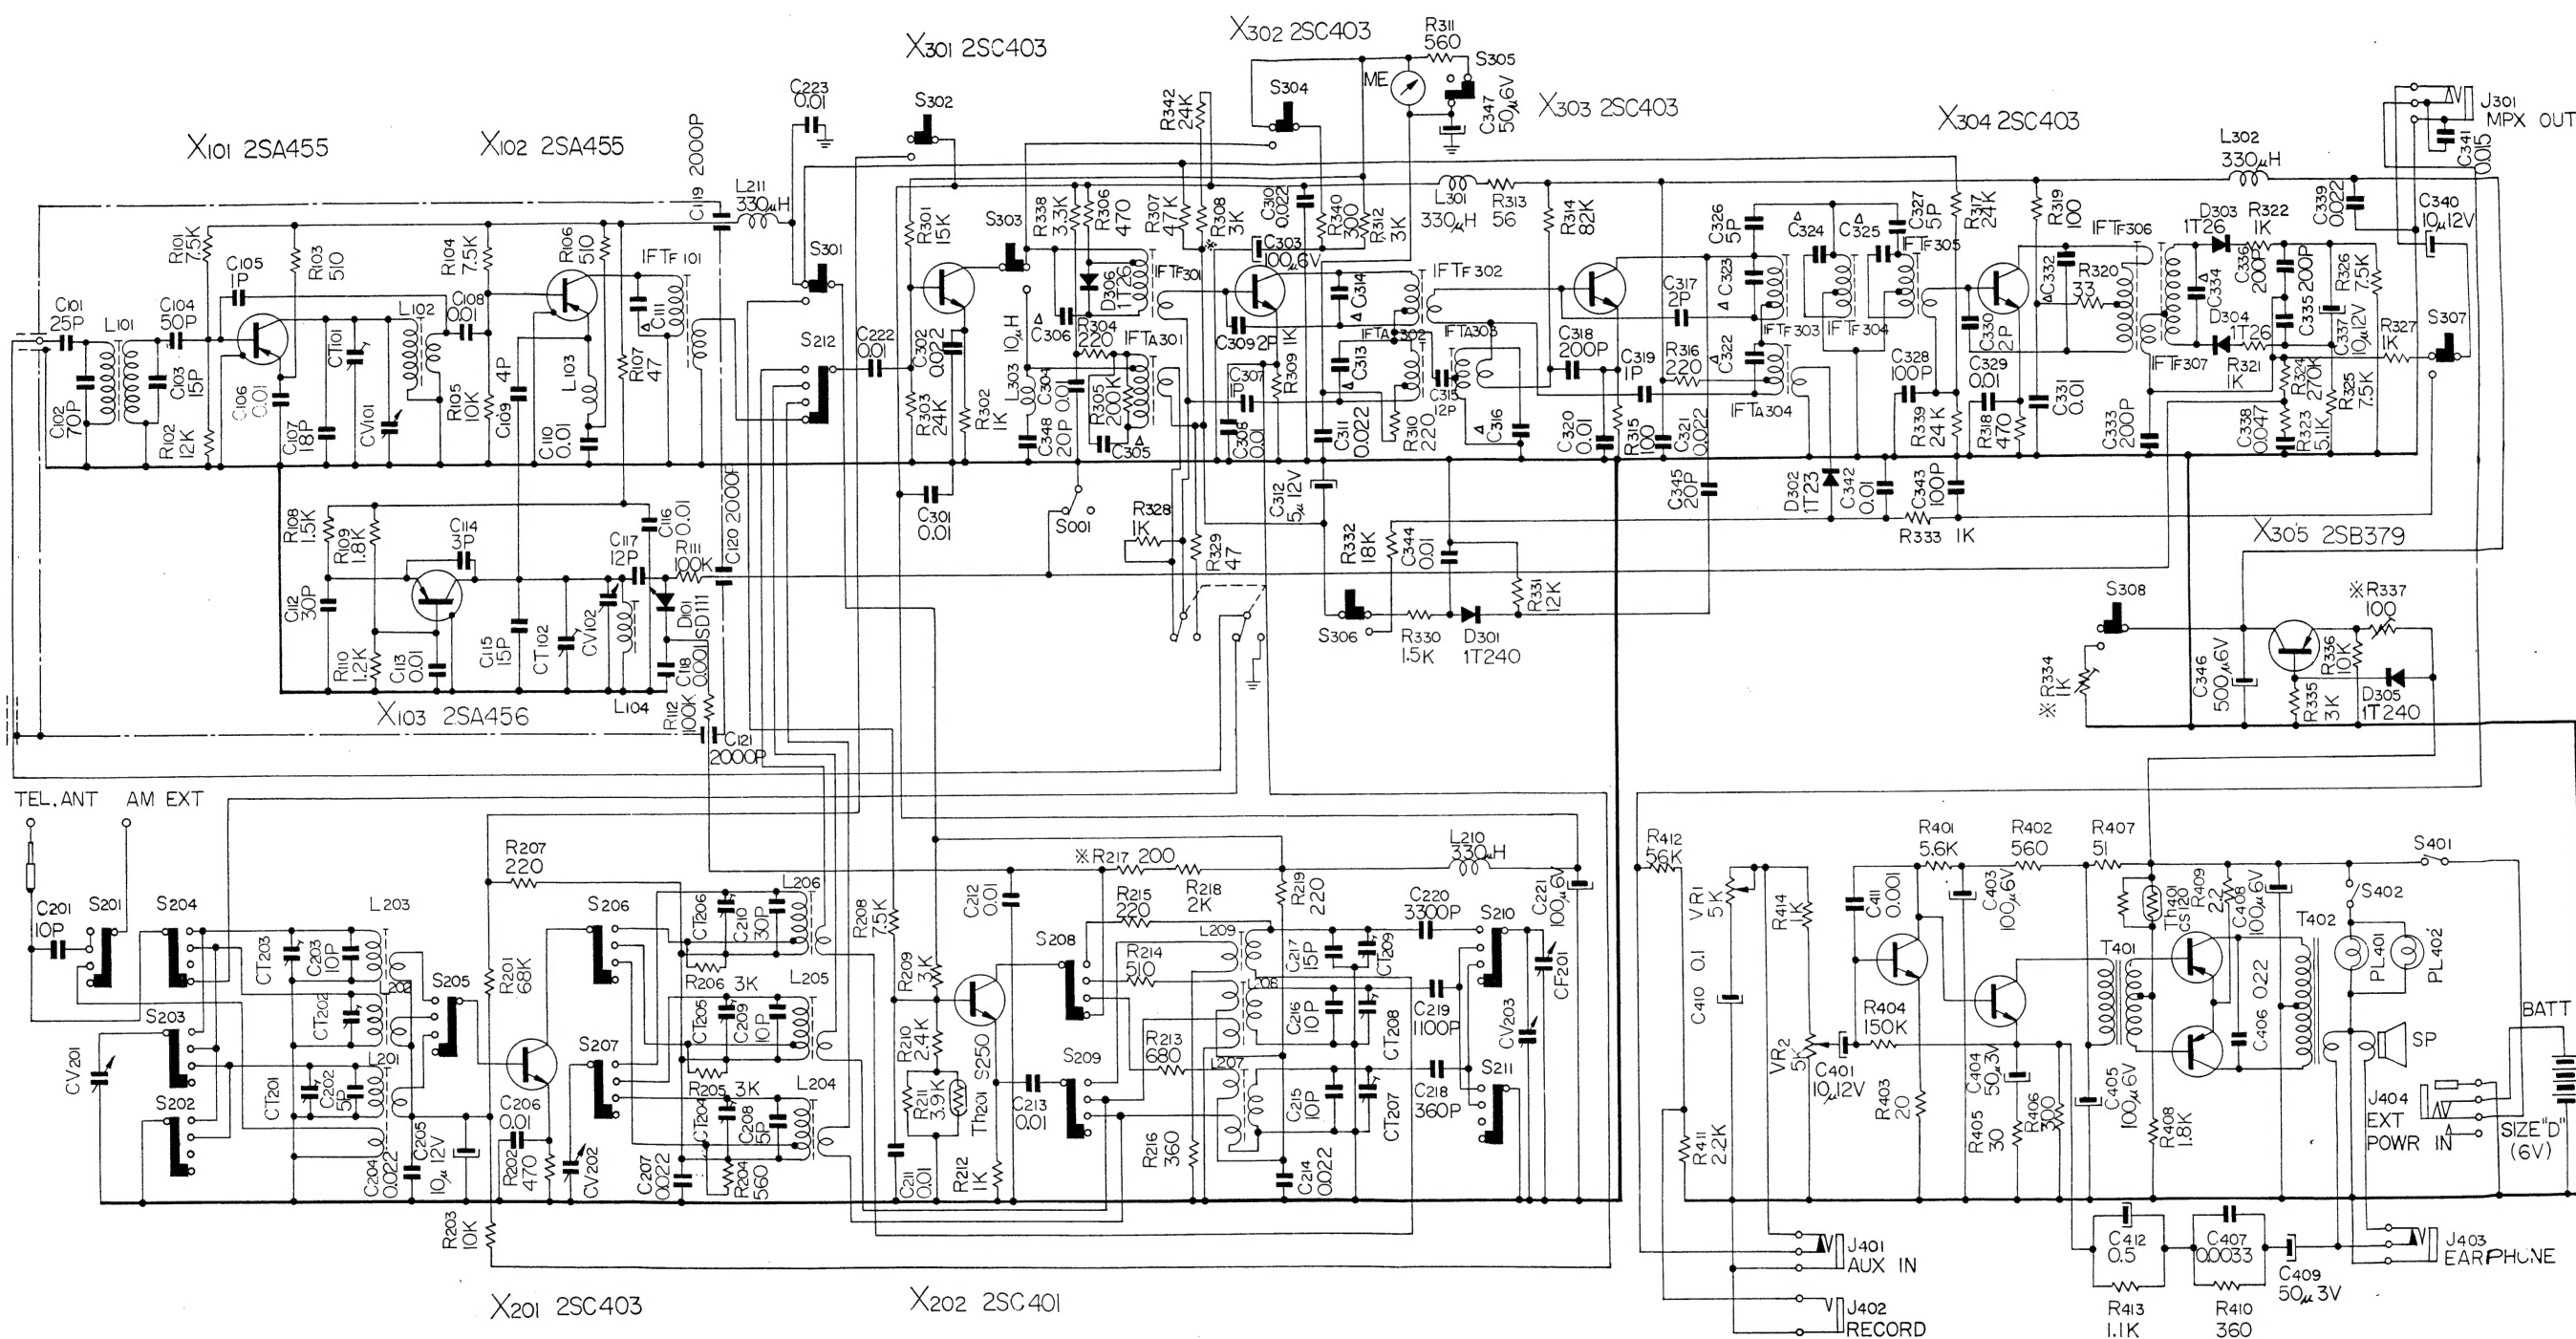 X301 2SC403
X302 2SC403
R311
560
S305
ME
C347
50μ6V
X303 2SC403
X304 2SC403
J301
MPX OUT
C341
0.015
X101 2SA455
X102 2SA455
C119 2000P
C223
0.01
S302
R342
24K
S304
L302
330μH
L211
330μH
C339
0.022
C340
10μ12V
R101
7.5K
C105
1P
R103
510
R104
7.5K
R106
510
IFTF101
S301
R301
15K
S303
R338
3.3K
R306
470
R307
47K
R308
3K
C310
0.022
R340
300
R312
3K
L301
330μH
R313
56
R314
82K
C326
5P
C324
C325
C327
5P
R317
24K
R319
100
IFTF306
D303
1T26
R322
1K
C303
100μ6V
C101
25P
L101
C104
50P
CT101
L102
C108
0.01
C111
D306
1T26
IFTF301
C314
IFTF302
C317
2P
C323
IFTF305
C332
R320
33
C334
C336
200P
200P
R326
7.5K
C102
70P
C103
15P
R102
12K
C106
0.01
C107
18P
CV101
R105
10K
C109
4P
L103
C110
0.01
R107
47
S212
C222
0.01
C302
0.022
R303
24K
R302
1K
L303
10μH
C306
R304
220
IFTA301
C304
0.01
C348
20P
R305
200K
C305
C309 2P
C307
1P
C308
0.01
R309 1K
IFTA302
C313
IFTA303
C315
12P
C316
C311
0.022
R310
220
C318
200P
C319
1P
R316
220
C322
IFTF303
IFTF304
IFTA304
C320
0.01
R315
100
C321
0.022
C328
100P
R339
24K
C330
2P
C329
0.01
R318
470
C331
0.01
D304
1T26
IFTF307
R321
1K
C335
C337
10μ12V
R327
1K
S307
C333
200P
R324
270K
R325
7.5K
C338
0.047
R323
5.1K
R108
1.5K
R109
1.8K
C114
3P
C117
12P
C116
0.01
R111
100K
C120 2000P
C301
0.01
S001
R328
1K
R329
47
C312
5μ12V
R332
18K
C344
0.01
C345
20P
D302
1T23
C342
0.01
C343
100P
R333 1K
X305 2SB379
C112
30P
R110
1.2K
C113
0.01
C115
15P
CT102
CV102
D101
1SD111
C118
0.001
L104
R112
100K
C121
2000P
X103 2SA456
S306
R330
1.5K
D301
1T240
R331
12K
S308
※R337
100
※R334
1K
C346
500μ6V
R336
10K
R335
3K
D305
1T240
TEL.ANT AM EXT
C201
10P
S201
S204
L203
R207
220
S206
CT206
C210
30P
L206
R208
7.5K
C212
0.01
※R217 200
R215
220
R218
2K
R219
220
L210
330μH
C220
3300P
C221
100μ6V
S210
R412
56K
VR1
5K
R414
1K
C411
0.001
R401
5.6K
R402
560
R407
51
C403
100μ6V
Th401
CS120
R409
2.2
C408
100μ6V
T402
S401
S402
PL401
PL402
CT203
C203
10P
L202
CT202
S205
R201
68K
R206 3K
L205
CT205
C209
10P
R209
3K
S208
R214
510
L209
L208
C217
15P
CT209
C216
10P
C219
1100P
CF201
CV203
C410 0.1
R404
150K
T401
C406 0.22
SP
BATT
S203
CV201
S202
CT201
C202
5P
L201
S207
R205 3K
L204
CT204
C208
5P
R210
2.4K
R211
3.9K
Th201
S250
S209
C213
0.01
R213
680
L207
C215
10P
CT208
CT207
C218
360P
S211
VR2
5K
C401
10μ12V
R403
20
C404
50μ3V
R405
30
R406
300
C405
100μ6V
R408
1.8K
J404
EXT
POWR IN
SIZE"D"
(6V)
C204
0.022
C205
10μ12V
C206
0.01
R202
470
CV202
C207
0.022
R204
560
C211
0.01
R212
1K
R216
360
C214
0.022
R411
2.2K
R203
10K
X201 2SC403
X202 2SC401
J401
AUX IN
J402
RECORD
C412
0.5
R413
1.1K
C407
0.0033
R410
360
C409
50μ3V
J403
EARPHONE